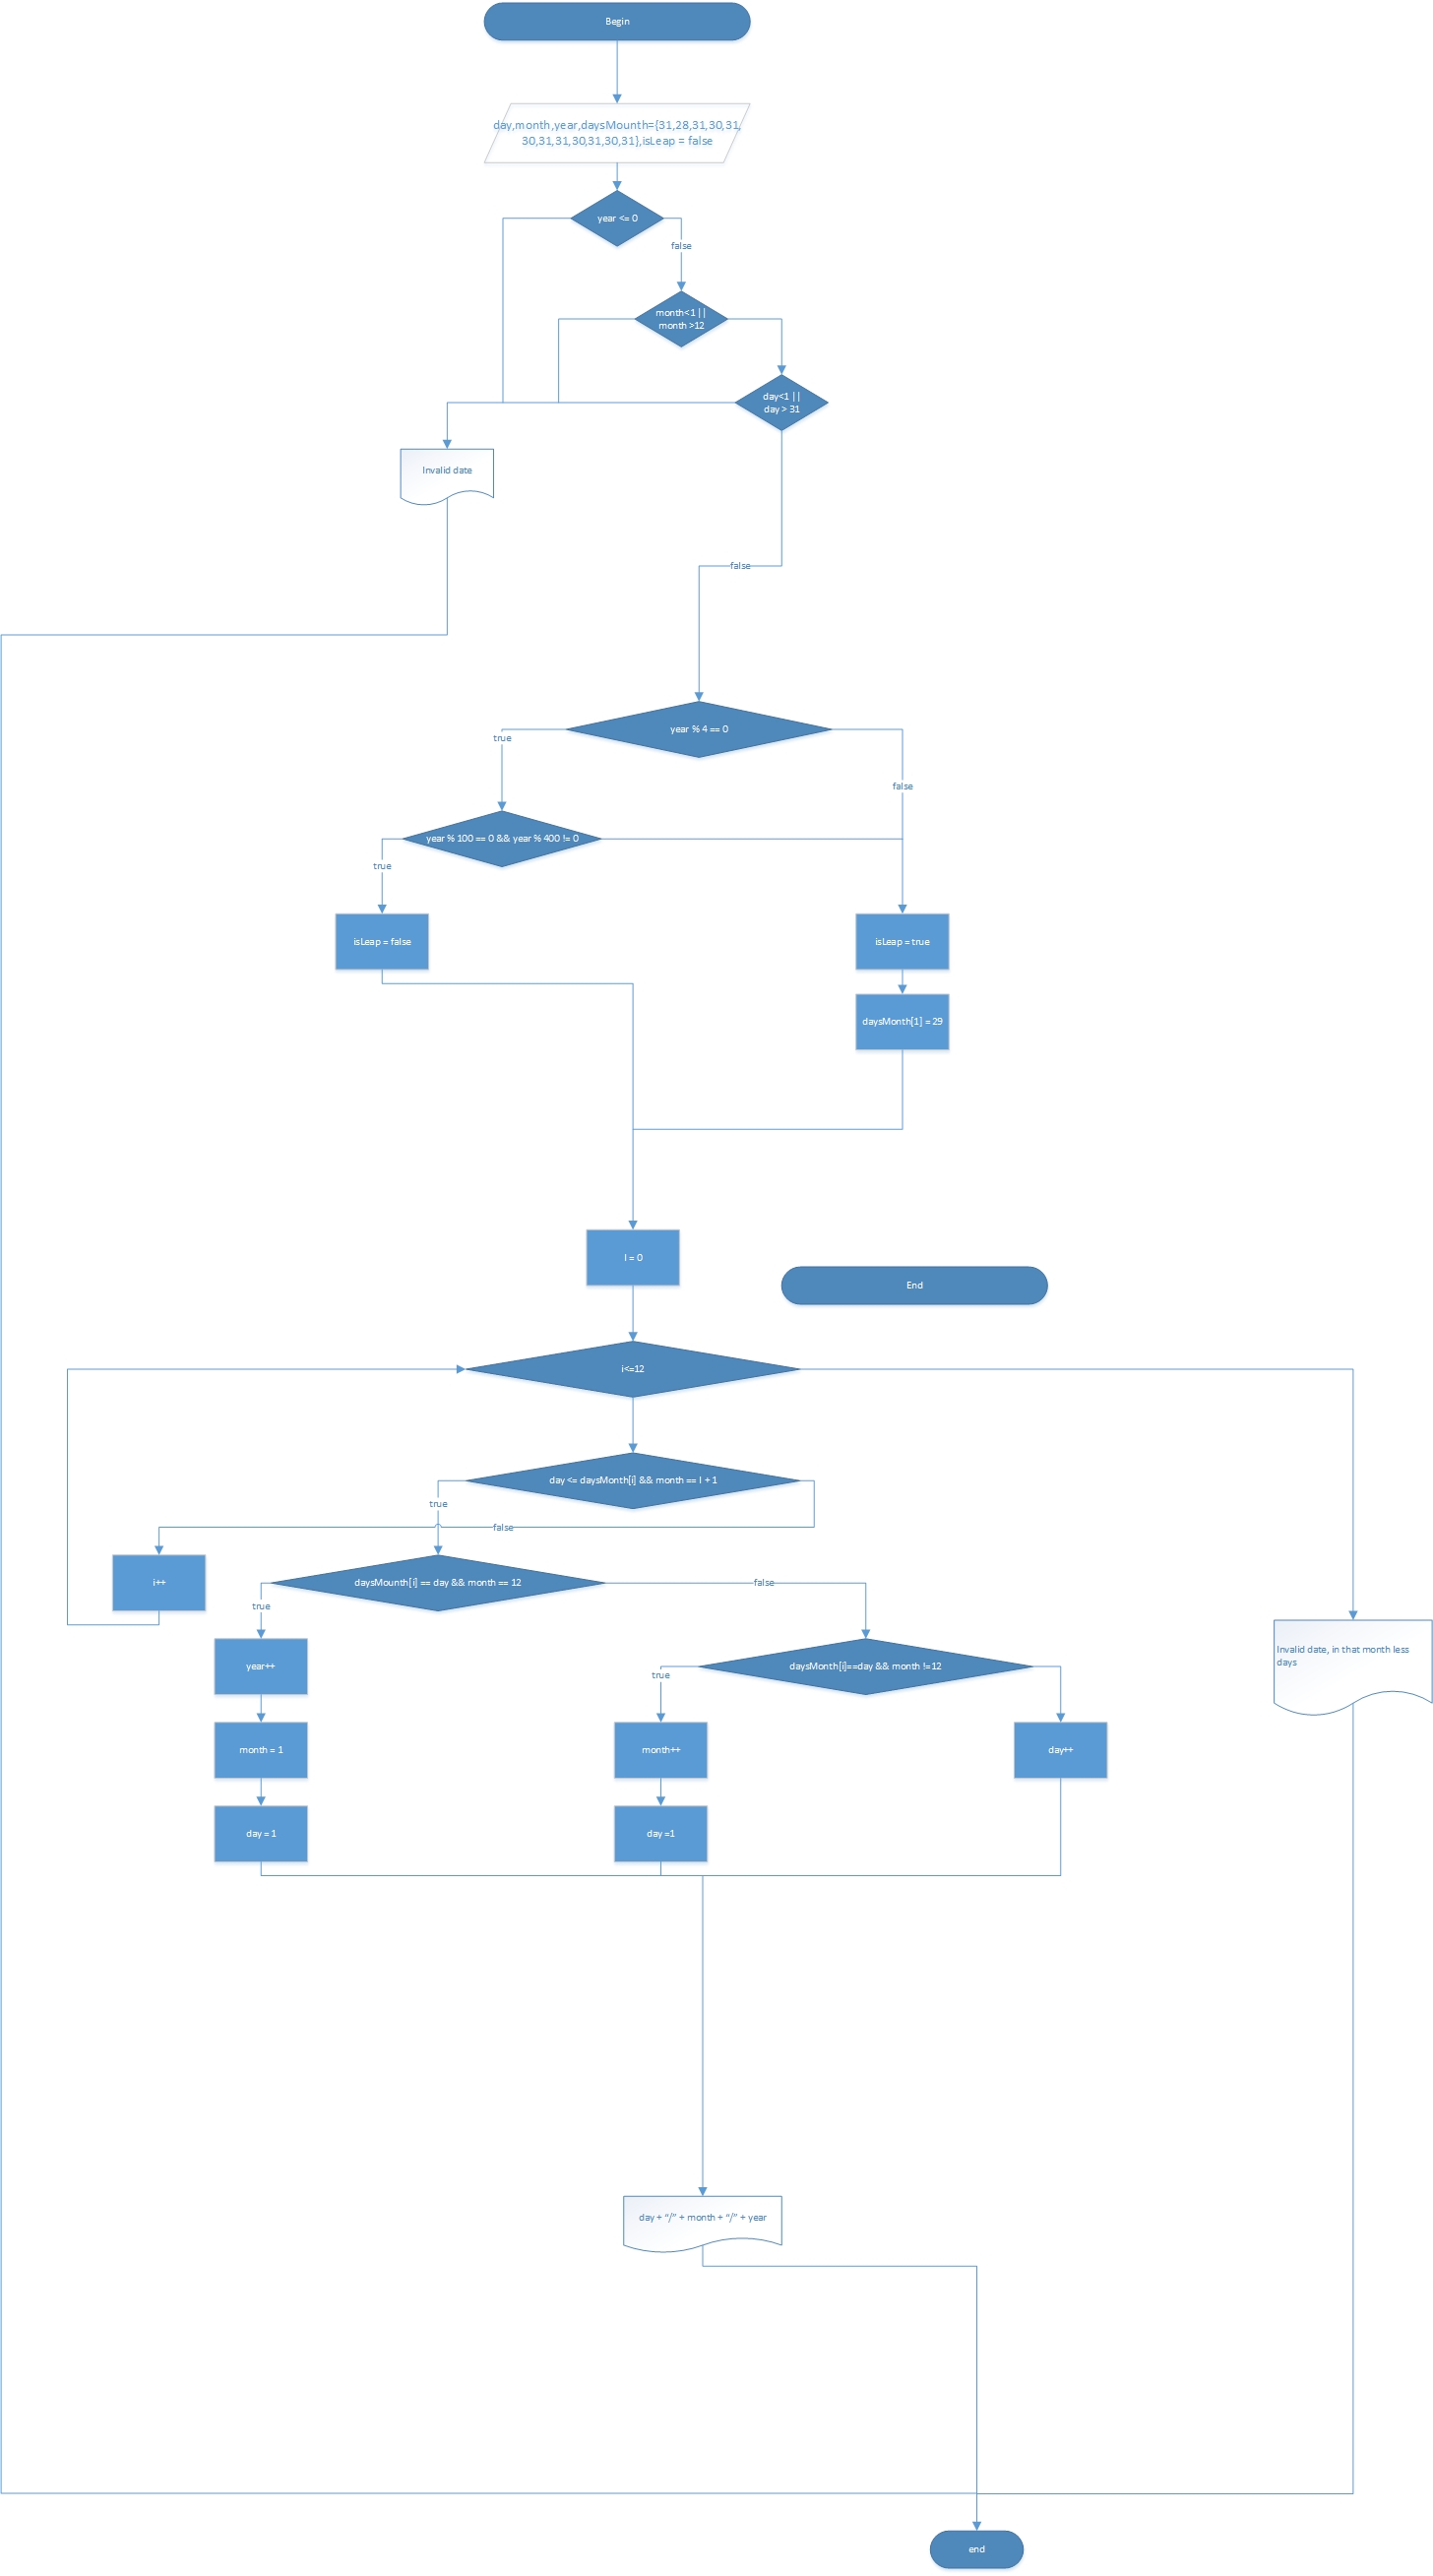 Begin
day,month,year,daysMounth={31,28,31,30,31,
30,31,31,30,31,30,31},isLeap = false
year <= 0
false
month<1 ||
month >12
day<1 ||
day > 31
Invalid date
false
year % 4 == 0
true
false
year % 100 == 0 && year % 400 != 0
true
isLeap = false
isLeap = true
daysMonth[1] = 29
I = 0
End
i<=12
day <= daysMonth[i] && month == I + 1
true
false
i++
daysMounth[i] == day && month == 12
false
true
Invalid date, in that month less
days
year++
daysMonth[i]==day && month !=12
true
month = 1
month++
day++
day = 1
day =1
day + “/” + month + “/” + year
end